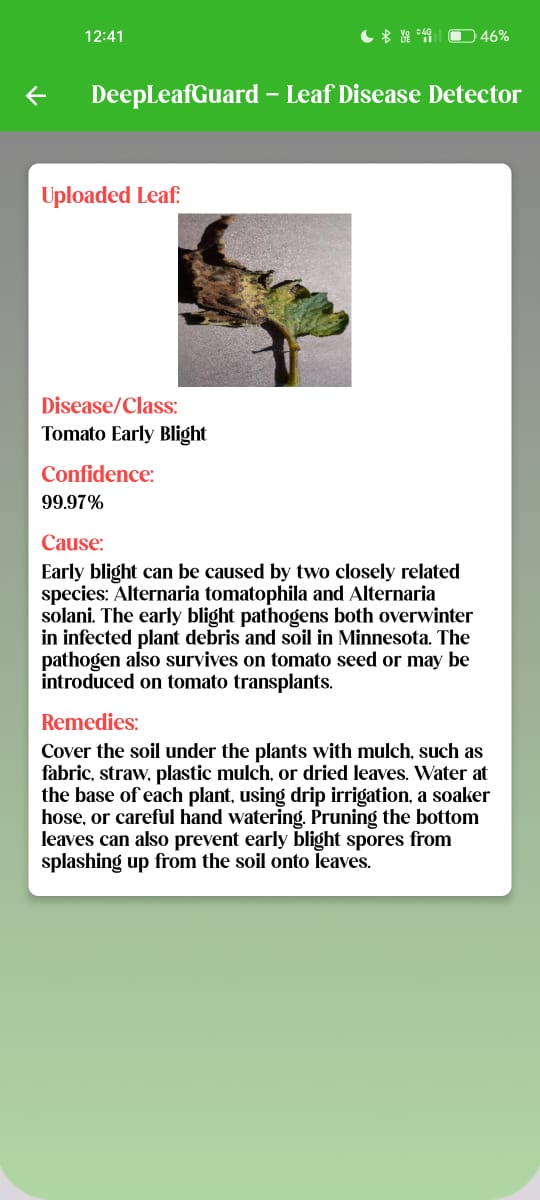 12:41
Vo LTE 4G 46%
DeepLeafGuard – Leaf Disease Detector
Uploaded Leaf:
Disease/Class:
Tomato Early Blight
Confidence:
99.97%
Cause:
Early blight can be caused by two closely related
species: Alternaria tomatophila and Alternaria
solani. The early blight pathogens both overwinter
in infected plant debris and soil in Minnesota. The
pathogen also survives on tomato seed or may be
introduced on tomato transplants.
Remedies:
Cover the soil under the plants with mulch, such as
fabric, straw, plastic mulch, or dried leaves. Water at
the base of each plant, using drip irrigation, a soaker
hose, or careful hand watering. Pruning the bottom
leaves can also prevent early blight spores from
splashing up from the soil onto leaves.